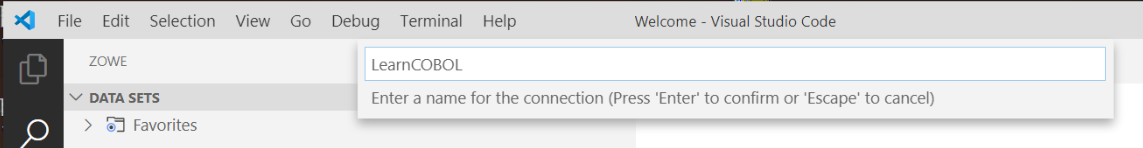 File Edit Selection View Go Debug Terminal Help Welcome - Visual Studio Code
ZOWE
LearnCOBOL
Enter a name for the connection (Press 'Enter' to confirm or 'Escape' to cancel)
DATA SETS
Favorites